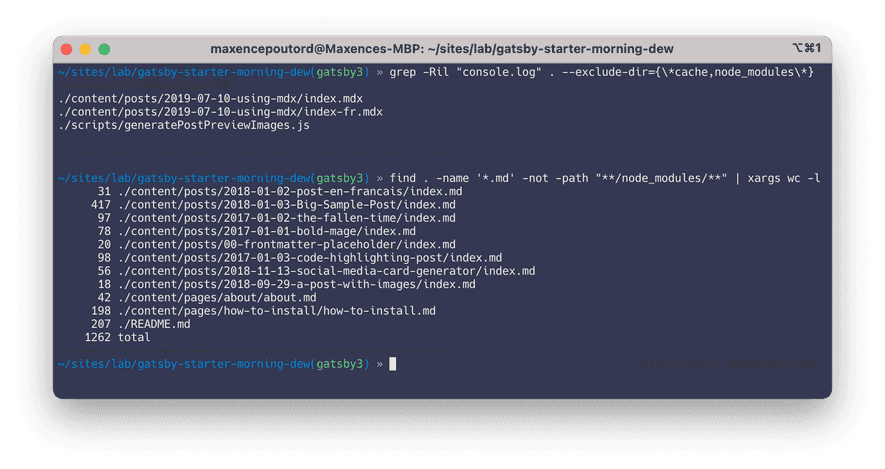 maxencepoutord@Maxences-MBP: ~/sites/lab/gatsby-starter-morning-dew
⌥⌘1
~/sites/lab/gatsby-starter-morning-dew(gatsby3) » grep -Ril "console.log" . --exclude-dir={\*cache,node_modules\*}
./content/posts/2019-07-10-using-mdx/index.mdx
./content/posts/2019-07-10-using-mdx/index-fr.mdx
./scripts/generatePostPreviewImages.js
~/sites/lab/gatsby-starter-morning-dew(gatsby3) » find . -name '*.md' -not -path "**/node_modules/**" | xargs wc -l
31 ./content/posts/2018-01-02-post-en-francais/index.md
417 ./content/posts/2018-01-03-Big-Sample-Post/index.md
97 ./content/posts/2017-01-02-the-fallen-time/index.md
78 ./content/posts/2017-01-01-bold-mage/index.md
20 ./content/posts/00-frontmatter-placeholder/index.md
98 ./content/posts/2017-01-03-code-highlighting-post/index.md
56 ./content/posts/2018-11-13-social-media-card-generator/index.md
18 ./content/posts/2018-09-29-a-post-with-images/index.md
42 ./content/pages/about/about.md
198 ./content/pages/how-to-install/how-to-install.md
207 ./README.md
1262 total
~/sites/lab/gatsby-starter-morning-dew(gatsby3) »